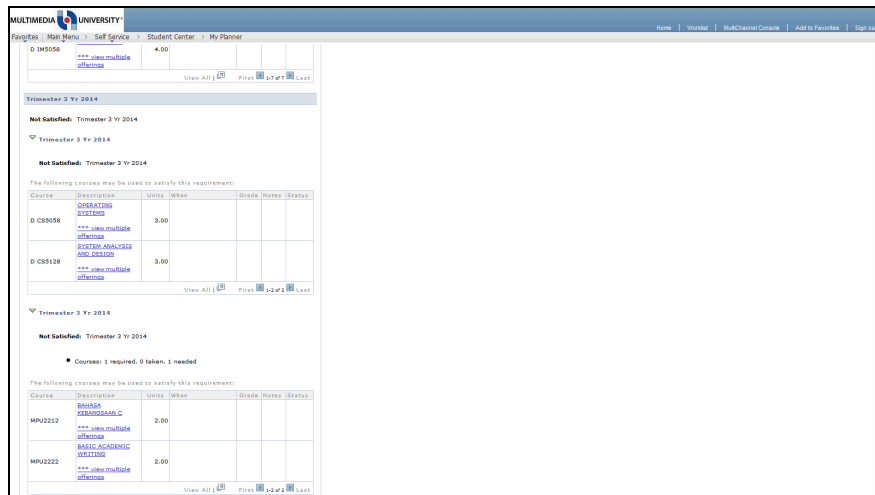 MULTIMEDIA UNIVERSITY
Home | Worklist | MultiChannel Console | Add to Favorites | Sign out
Favorites | Main Menu > Self Service > Student Center > My Planner
D IM5058 4.00
*** view multiple
offerings
View All | First 1-7 of 7 Last
Trimester 3 Yr 2014
Not Satisfied: Trimester 3 Yr 2014
Trimester 3 Yr 2014
Not Satisfied: Trimester 3 Yr 2014
The following courses may be used to satisfy this requirement:
Course Description Units When Grade Notes Status
D CS5058 OPERATING
SYSTEMS 3.00
*** view multiple
offerings
D CS5128 SYSTEM ANALYSIS
AND DESIGN 3.00
*** view multiple
offerings
View All | First 1-2 of 2 Last
Trimester 3 Yr 2014
Not Satisfied: Trimester 3 Yr 2014
• Courses: 1 required, 0 taken, 1 needed
The following courses may be used to satisfy this requirement:
Course Description Units When Grade Notes Status
MPU2212 BAHASA
KEBANGSAAN C 2.00
*** view multiple
offerings
MPU2222 BASIC ACADEMIC
WRITING 2.00
*** view multiple
offerings
View All | First 1-2 of 2 Last